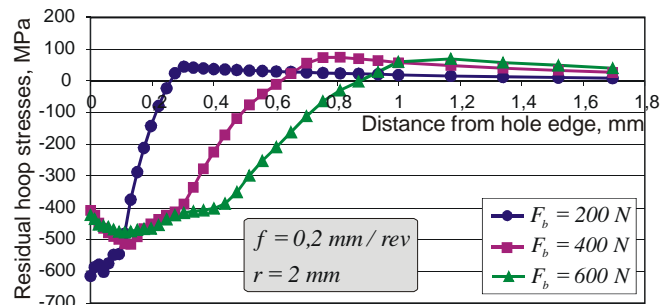 Residual hoop stresses, MPa
200
100
0
-100
-200
-300
-400
-500
-600
-700
0 0,2 0,4 0,6 0,8 1 1,2 1,4 1,6 1,8
Distance from hole edge, mm
f = 0,2 mm / rev
r = 2 mm
F_b = 200 N
F_b = 400 N
F_b = 600 N